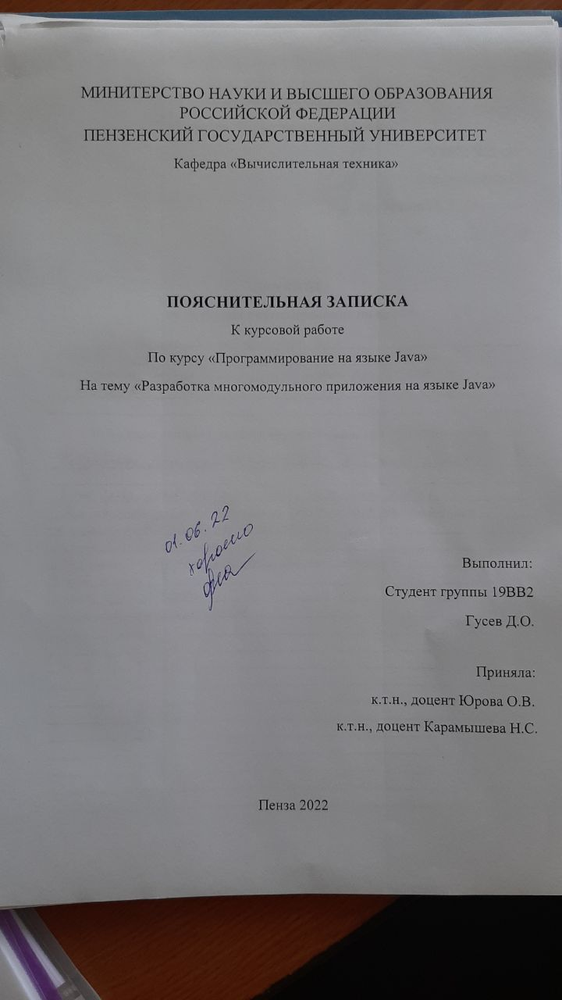 МИНИТЕРСТВО НАУКИ И ВЫСШЕГО ОБРАЗОВАНИЯ
РОССИЙСКОЙ ФЕДЕРАЦИИ
ПЕНЗЕНСКИЙ ГОСУДАРСТВЕННЫЙ УНИВЕРСИТЕТ
Кафедра «Вычислительная техника»
ПОЯСНИТЕЛЬНАЯ ЗАПИСКА
К курсовой работе
По курсу «Программирование на языке Java»
На тему «Разработка многомодульного приложения на языке Java»
01.06.22
хорошо
Выполнил:
Студент группы 19ВВ2
Гусев Д.О.
Приняла:
к.т.н., доцент Юрова О.В.
к.т.н., доцент Карамышева Н.С.
Пенза 2022